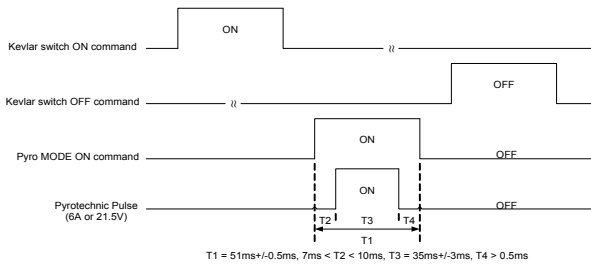 ON
Kevlar switch ON command
OFF
Kevlar switch OFF command
ON
Pyro MODE ON command
OFF
ON
Pyrotechnic Pulse
(6A or 21.5V)
OFF
T2 T3 T4
T1
T1 = 51ms+/-0.5ms, 7ms < T2 < 10ms, T3 = 35ms+/-3ms, T4 > 0.5ms